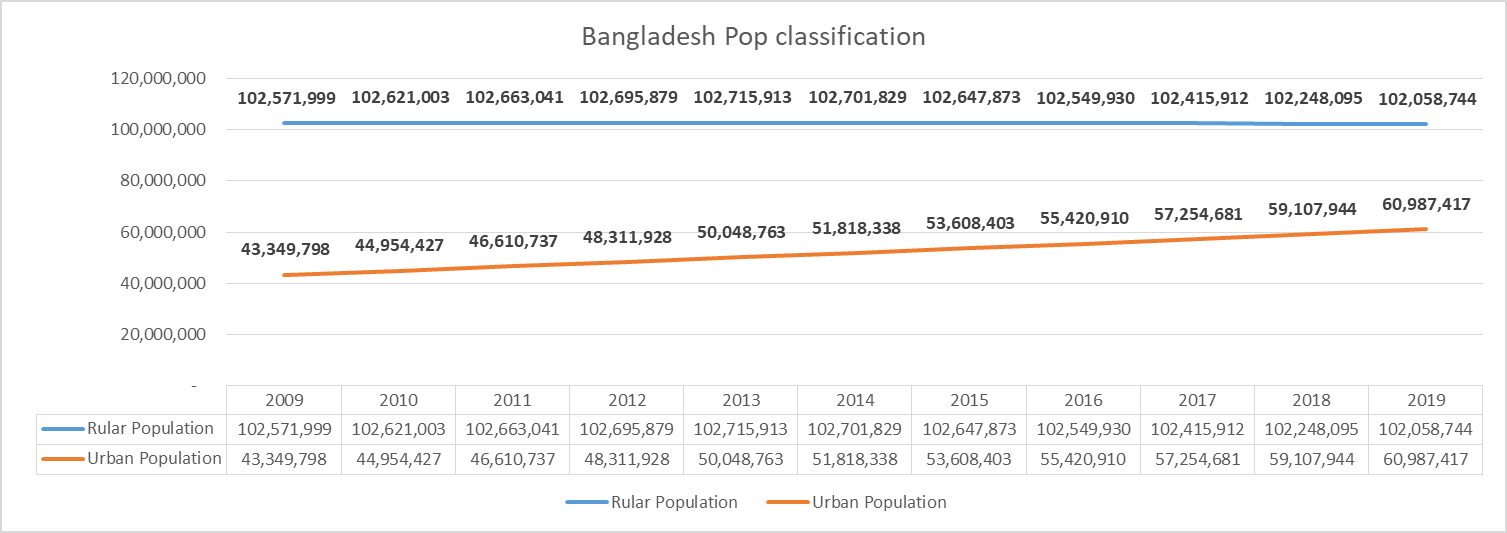 Bangladesh Pop classification
120,000,000
102,571,999 102,621,003 102,663,041 102,695,879 102,715,913 102,701,829 102,647,873 102,549,930 102,415,912 102,248,095 102,058,744
100,000,000
80,000,000
43,349,798 44,954,427 46,610,737 48,311,928 50,048,763 51,818,338 53,608,403 55,420,910 57,254,681 59,107,944 60,987,417
60,000,000
40,000,000
20,000,000
-
2009 2010 2011 2012 2013 2014 2015 2016 2017 2018 2019
Rular Population 102,571,999 102,621,003 102,663,041 102,695,879 102,715,913 102,701,829 102,647,873 102,549,930 102,415,912 102,248,095 102,058,744
Urban Population 43,349,798 44,954,427 46,610,737 48,311,928 50,048,763 51,818,338 53,608,403 55,420,910 57,254,681 59,107,944 60,987,417
Rular Population Urban Population